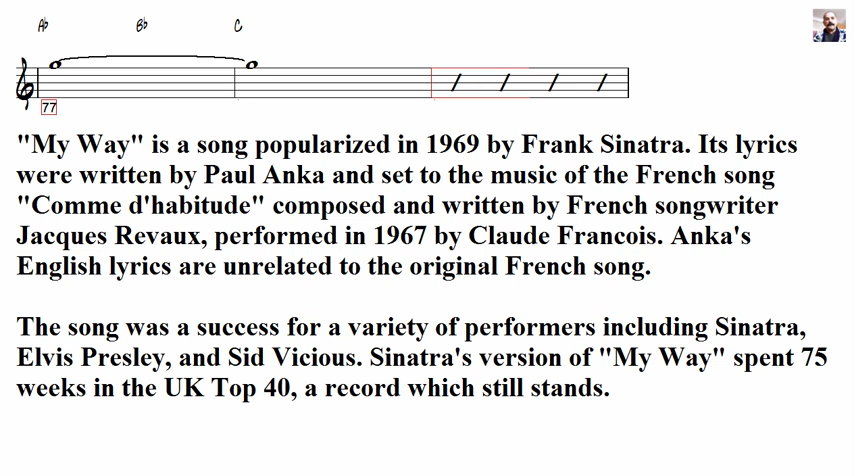 A♭ B♭ C
77
"My Way" is a song popularized in 1969 by Frank Sinatra. Its lyrics
were written by Paul Anka and set to the music of the French song
"Comme d'habitude" composed and written by French songwriter
Jacques Revaux, performed in 1967 by Claude Francois. Anka's
English lyrics are unrelated to the original French song.
The song was a success for a variety of performers including Sinatra,
Elvis Presley, and Sid Vicious. Sinatra's version of "My Way" spent 75
weeks in the UK Top 40, a record which still stands.